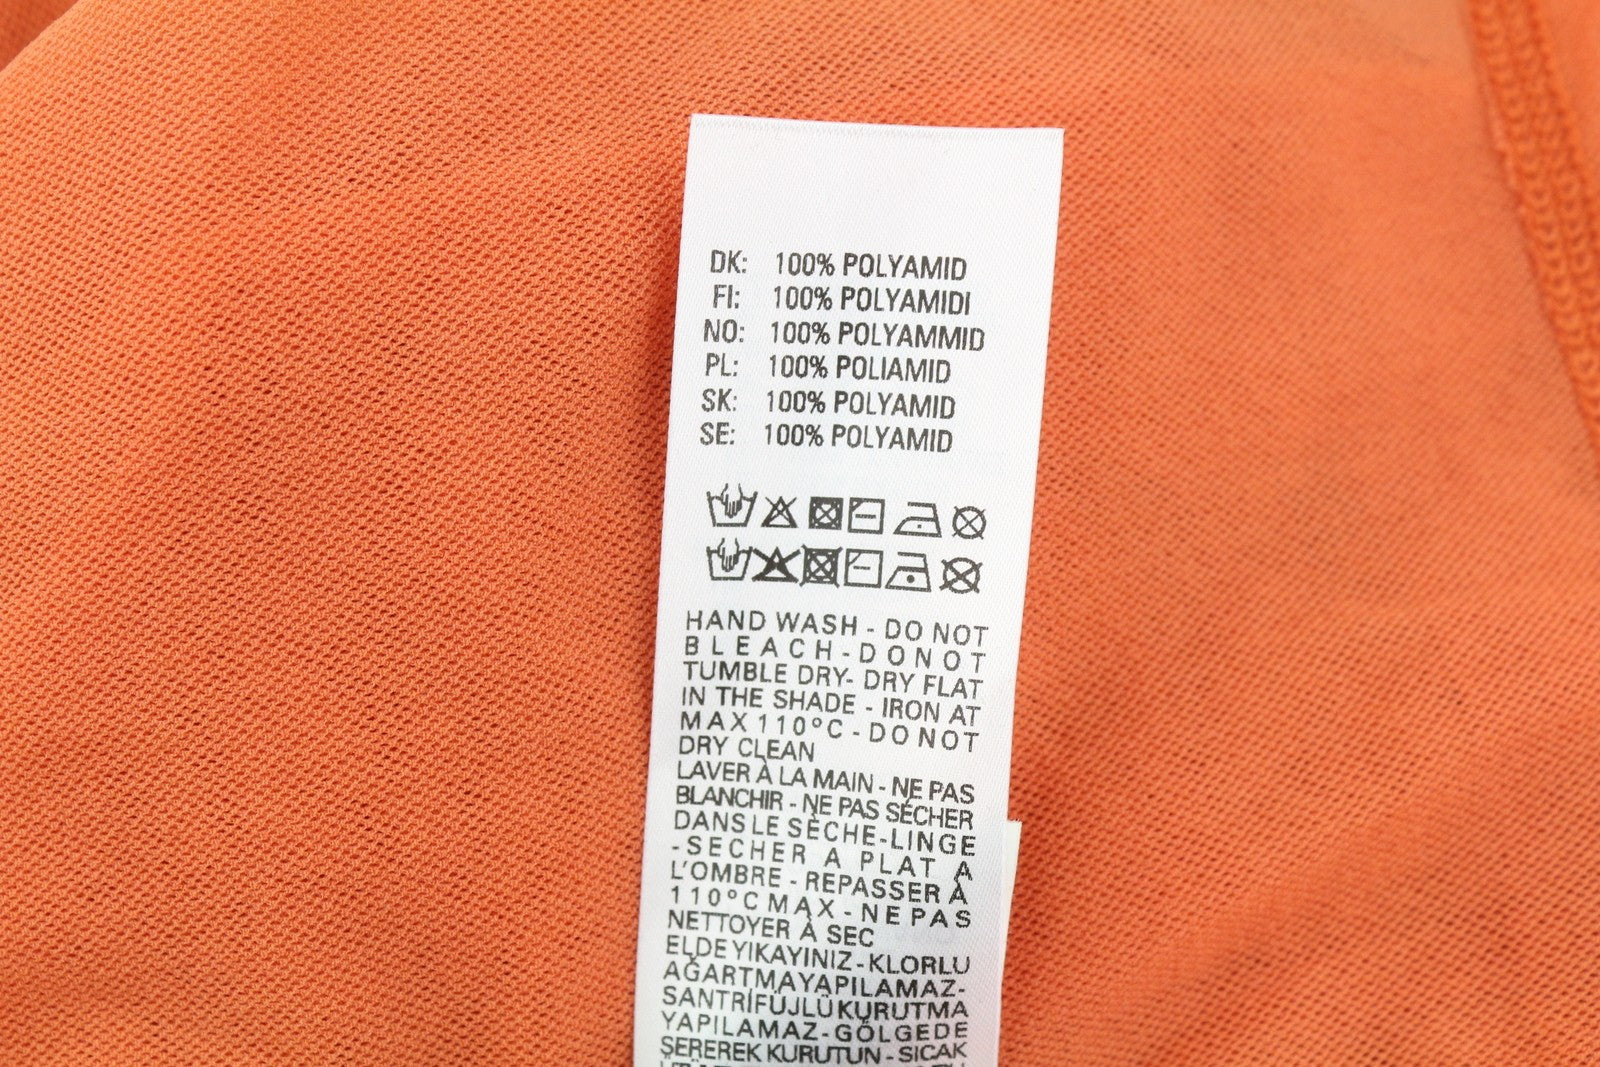 DK: 100% POLYAMID
FI: 100% POLYAMIDI
NO: 100% POLYAMMID
PL: 100% POLIAMID
SK: 100% POLYAMID
SE: 100% POLYAMID
HAND WASH - DO NOT
BLEACH - DO NOT
TUMBLE DRY- DRY FLAT
IN THE SHADE - IRON AT
MAX 110°C - DO NOT
DRY CLEAN
LAVER À LA MAIN - NE PAS
BLANCHIR - NE PAS SÉCHER
DANS LE SÈCHE-LINGE
- SECHER A PLAT A
L'OMBRE - REPASSER À
110°C MAX - NE PAS
NETTOYER À SEC
ELDE YIKAYINIZ - KLORLU
AĞARTMA YAPILAMAZ-
SANTRİFÜJLÜ KURUTMA
YAPILAMAZ - GÖLGEDE
SEREREK KURUTUN - SICAK